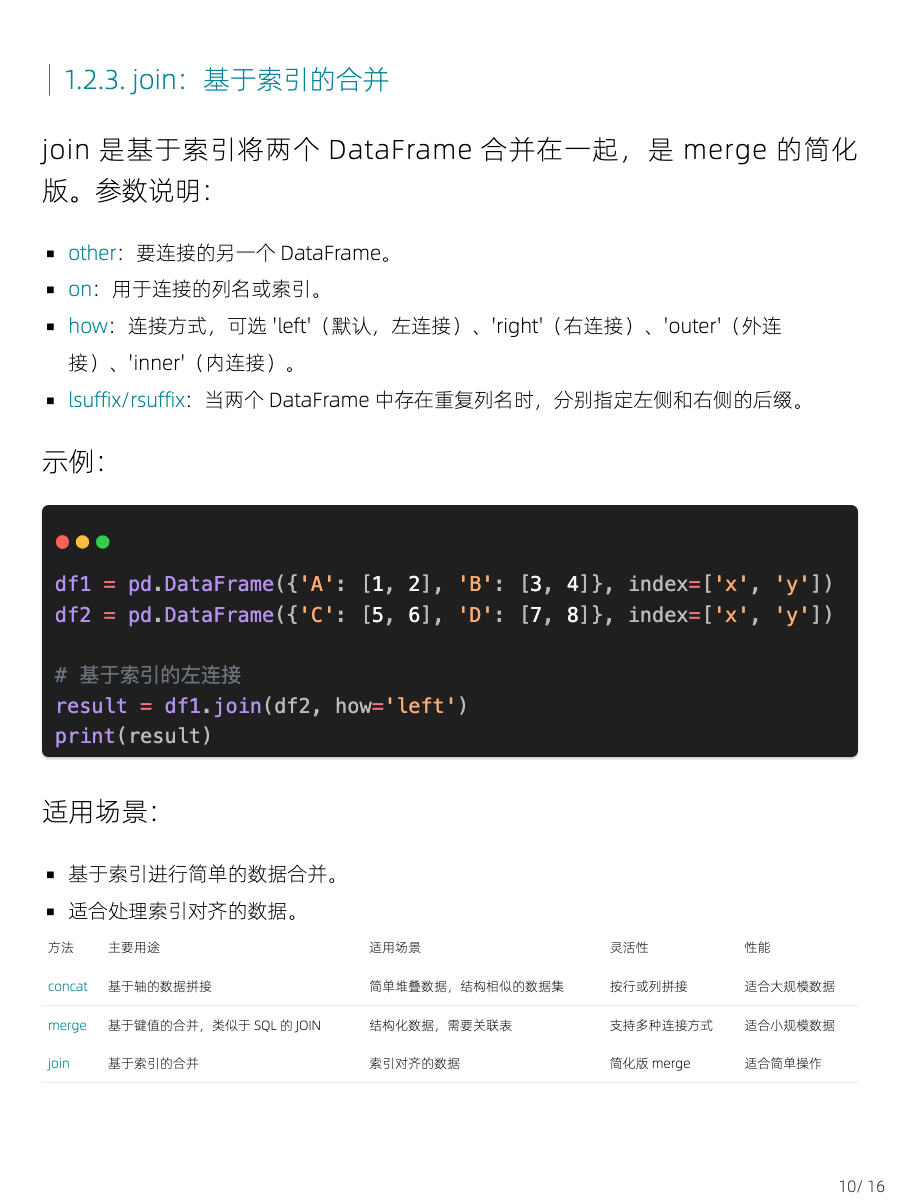 1.2.3. join：基于索引的合并
join 是基于索引将两个 DataFrame 合并在一起，是 merge 的简化
版。参数说明：
▪ other：要连接的另一个 DataFrame。
▪ on：用于连接的列名或索引。
▪ how：连接方式，可选 'left'（默认，左连接）、'right'（右连接）、'outer'（外连
接）、'inner'（内连接）。
▪ lsuffix/rsuffix：当两个 DataFrame 中存在重复列名时，分别指定左侧和右侧的后缀。
示例：
df1 = pd.DataFrame({'A': [1, 2], 'B': [3, 4]}, index=['x', 'y'])
df2 = pd.DataFrame({'C': [5, 6], 'D': [7, 8]}, index=['x', 'y'])
# 基于索引的左连接
result = df1.join(df2, how='left')
print(result)
适用场景：
▪ 基于索引进行简单的数据合并。
▪ 适合处理索引对齐的数据。
方法 主要用途 适用场景 灵活性 性能
concat 基于轴的数据拼接 简单堆叠数据，结构相似的数据集 按行或列拼接 适合大规模数据
merge 基于键值的合并，类似于 SQL 的 JOIN 结构化数据，需要关联表 支持多种连接方式 适合小规模数据
join 基于索引的合并 索引对齐的数据 简化版 merge 适合简单操作
10/ 16